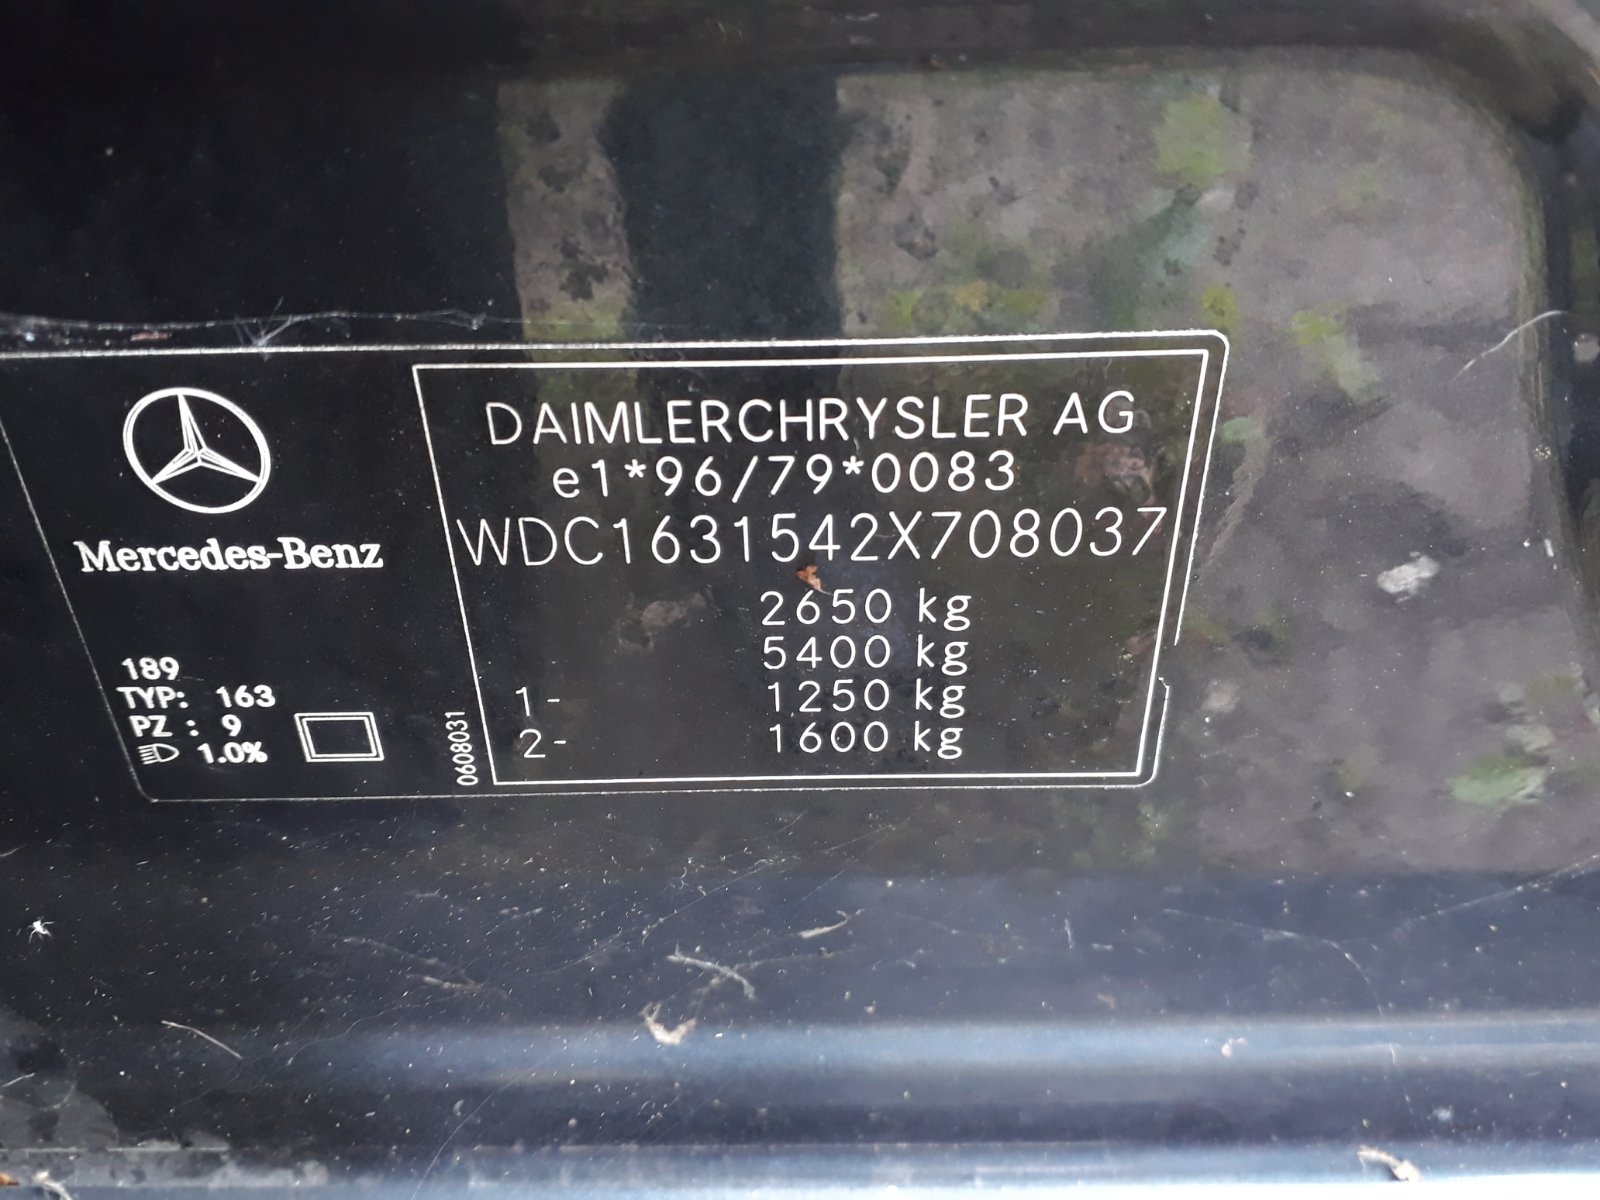 Mercedes-Benz
189
TYP: 163
PZ : 9
1.0%
0608031
DAIMLERCHRYSLER AG
e1*96/79*0083
WDC1631542X708037
2650 kg
5400 kg
1- 1250 kg
2- 1600 kg